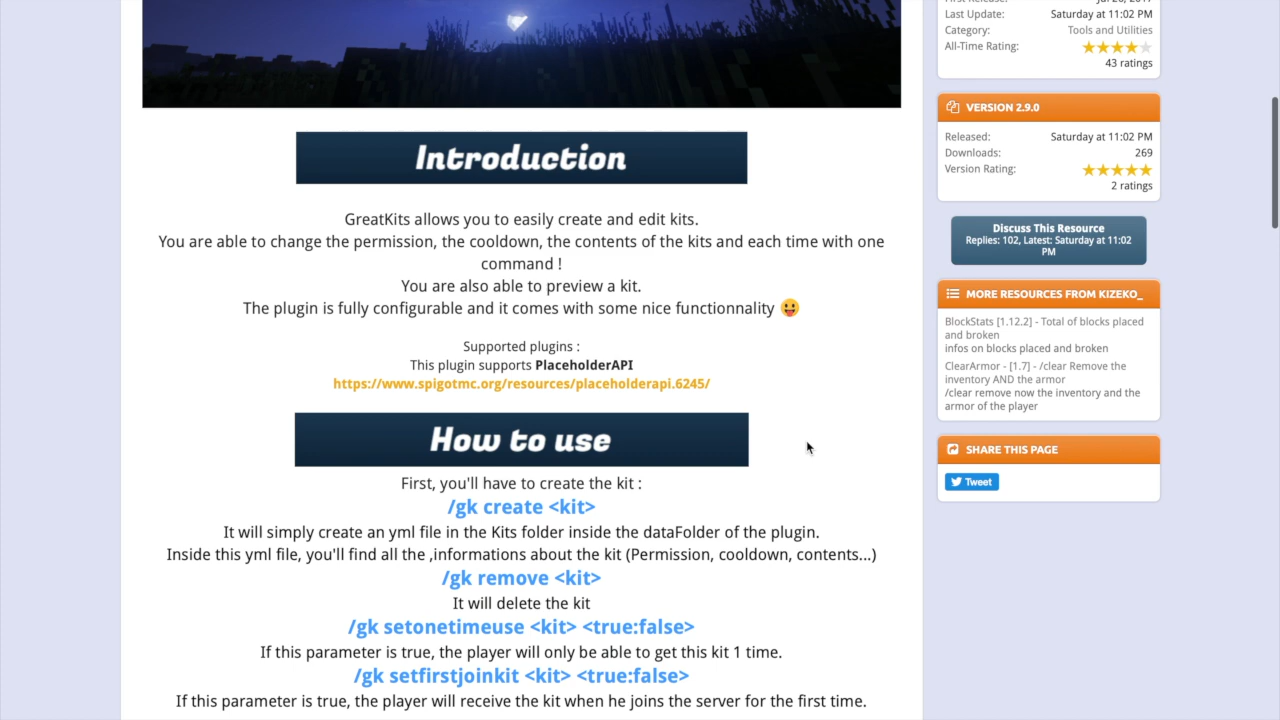 Introduction
GreatKits allows you to easily create and edit kits.
You are able to change the permission, the cooldown, the contents of the kits and each time with one
command !
You are also able to preview a kit.
The plugin is fully configurable and it comes with some nice functionnality
Supported plugins :
This plugin supports PlaceholderAPI
https://www.spigotmc.org/resources/placeholderapi.6245/
How to use
First, you'll have to create the kit :
/gk create <kit>
It will simply create an yml file in the Kits folder inside the dataFolder of the plugin.
Inside this yml file, you'll find all the ,informations about the kit (Permission, cooldown, contents...)
/gk remove <kit>
It will delete the kit
/gk setonetimeuse <kit> <true:false>
If this parameter is true, the player will only be able to get this kit 1 time.
/gk setfirstjoinkit <kit> <true:false>
If this parameter is true, the player will receive the kit when he joins the server for the first time.
Last Update: Saturday at 11:02 PM
Category: Tools and Utilities
All-Time Rating:
43 ratings
VERSION 2.9.0
Released: Saturday at 11:02 PM
Downloads: 269
Version Rating:
2 ratings
Discuss This Resource
Replies: 102, Latest: Saturday at 11:02
PM
MORE RESOURCES FROM KIZEKO_
BlockStats [1.12.2] - Total of blocks placed
and broken
infos on blocks placed and broken
ClearArmor - [1.7] - /clear Remove the
inventory AND the armor
/clear remove now the inventory and the
armor of the player
SHARE THIS PAGE
Tweet